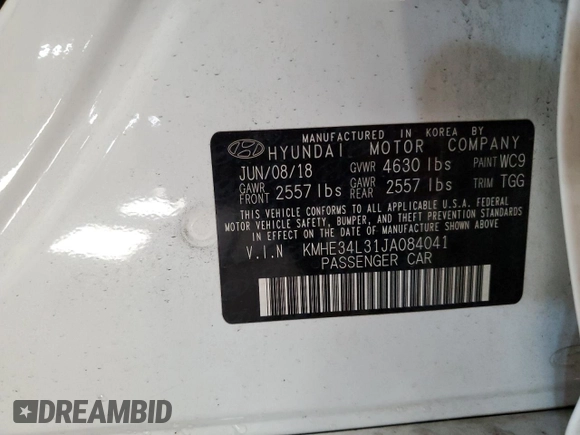 MANUFACTURED IN KOREA BY
HYUNDAI MOTOR COMPANY
JUN/08/18 GVWR 4630 lbs PAINT WC9
GAWR FRONT 2557 lbs GAWR REAR 2557 lbs TRIM TGG
THIS VEHICLE CONFORMS TO ALL APPLICABLE U.S.A. FEDERAL
MOTOR VEHICLE SAFETY, BUMPER, AND THEFT PREVENTION
STANDARDS IN EFFECT ON THE DATE OF MANUFACTURE SHOWN ABOVE.
V.I.N KMHE34L31JA084041
PASSENGER CAR
DREAMBID